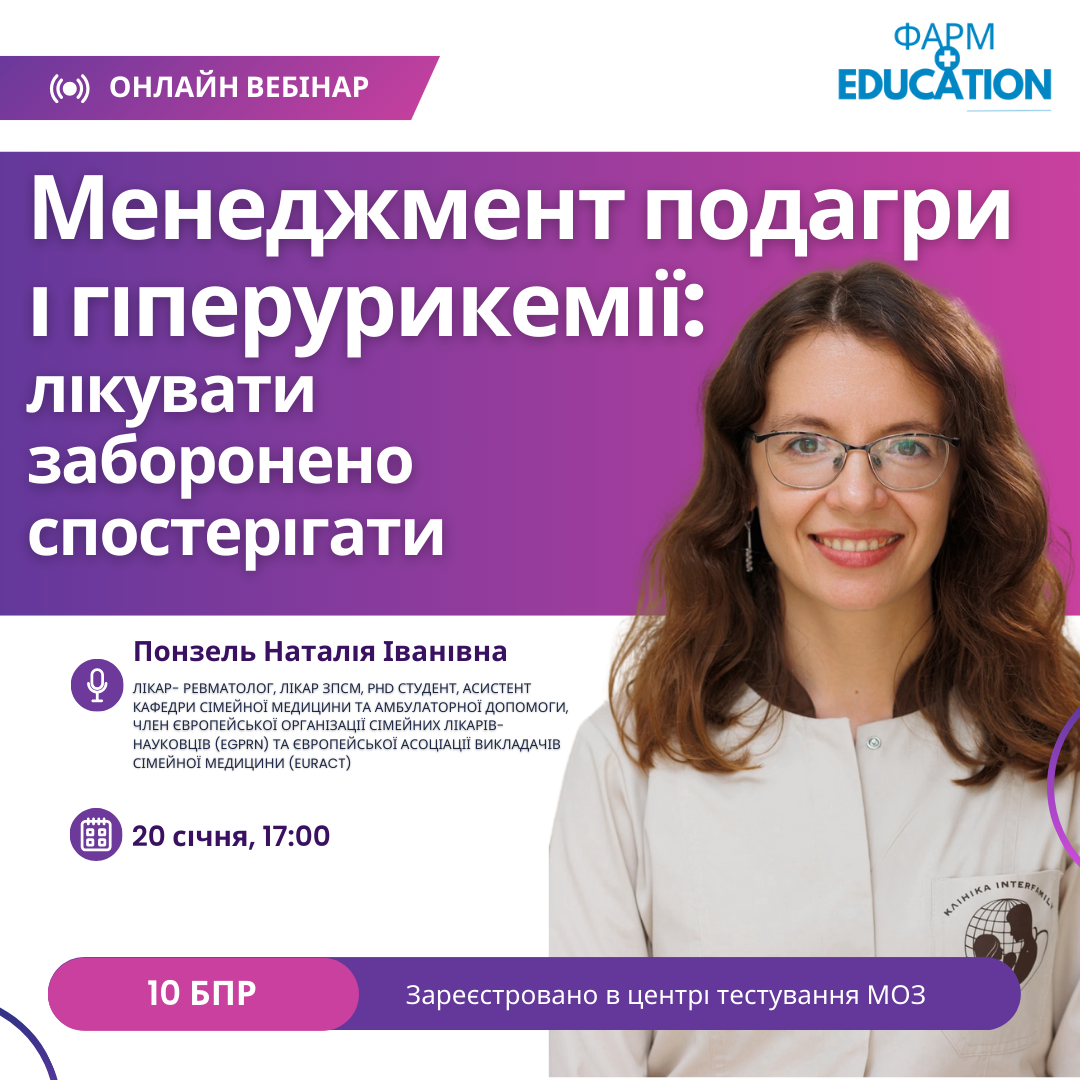 ФАРМ
EDUCATION
ОНЛАЙН ВЕБІНАР
Менеджмент подагри
і гіперурикемії:
лікувати
заборонено
спостерігати
Понзель Наталія Іванівна
ЛІКАР- РЕВМАТОЛОГ, ЛІКАР ЗПСМ, PHD СТУДЕНТ, АСИСТЕНТ
КАФЕДРИ СІМЕЙНОЇ МЕДИЦИНИ ТА АМБУЛАТОРНОЇ ДОПОМОГИ,
ЧЛЕН ЄВРОПЕЙСЬКОЇ ОРГАНІЗАЦІЇ СІМЕЙНИХ ЛІКАРІВ-
НАУКОВЦІВ (EGPRN) ТА ЄВРОПЕЙСЬКОЇ АСОЦІАЦІЇ ВИКЛАДАЧІВ
СІМЕЙНОЇ МЕДИЦИНИ (EURACT)
20 січня, 17:00
КЛІНІКА INTERFAMILY
10 БПР
Зареєстровано в центрі тестування МОЗ